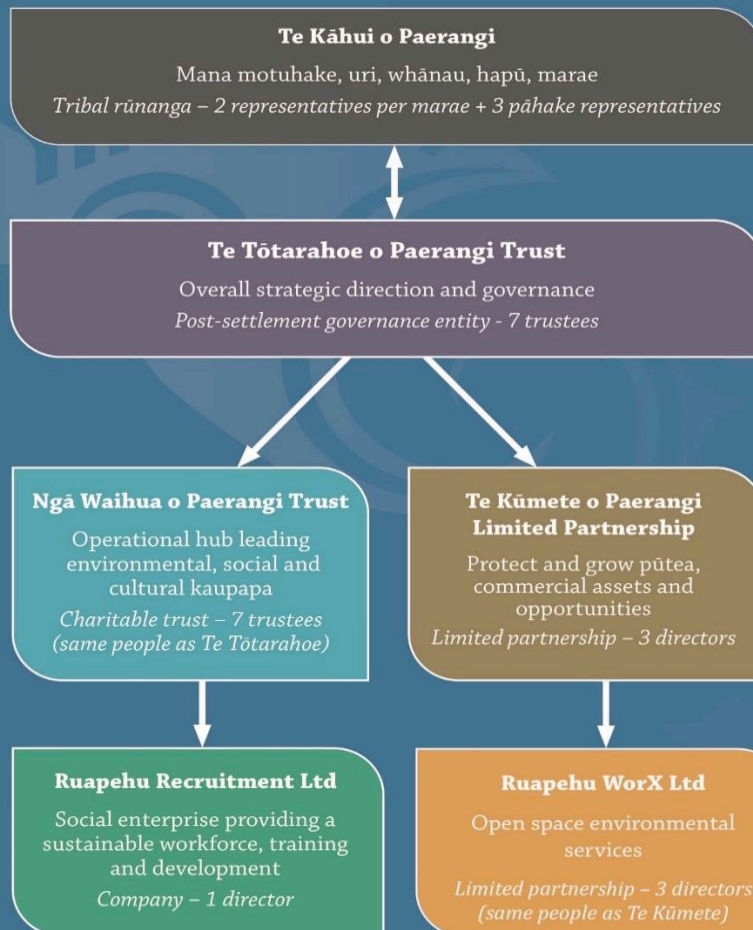 Te Kāhui o Paerangi
Mana motuhake, uri, whānau, hapū, marae
Tribal rūnanga – 2 representatives per marae + 3 pāhake representatives
Te Tōtarahoe o Paerangi Trust
Overall strategic direction and governance
Post-settlement governance entity - 7 trustees
Ngā Waihua o Paerangi Trust
Operational hub leading
environmental, social and
cultural kaupapa
Charitable trust – 7 trustees
(same people as Te Tōtarahoe)
Te Kūmete o Paerangi
Limited Partnership
Protect and grow pūtea,
commercial assets and
opportunities
Limited partnership – 3 directors
Ruapehu Recruitment Ltd
Social enterprise providing a
sustainable workforce, training
and development
Company – 1 director
Ruapehu WorX Ltd
Open space environmental
services
Limited partnership – 3 directors
(same people as Te Kūmete)